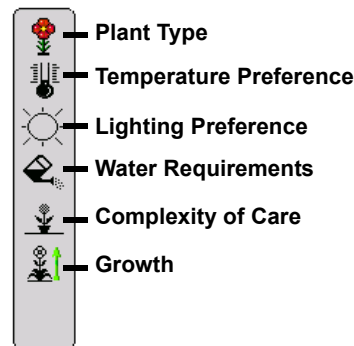 Plant Type
Temperature Preference
Lighting Preference
Water Requirements
Complexity of Care
Growth